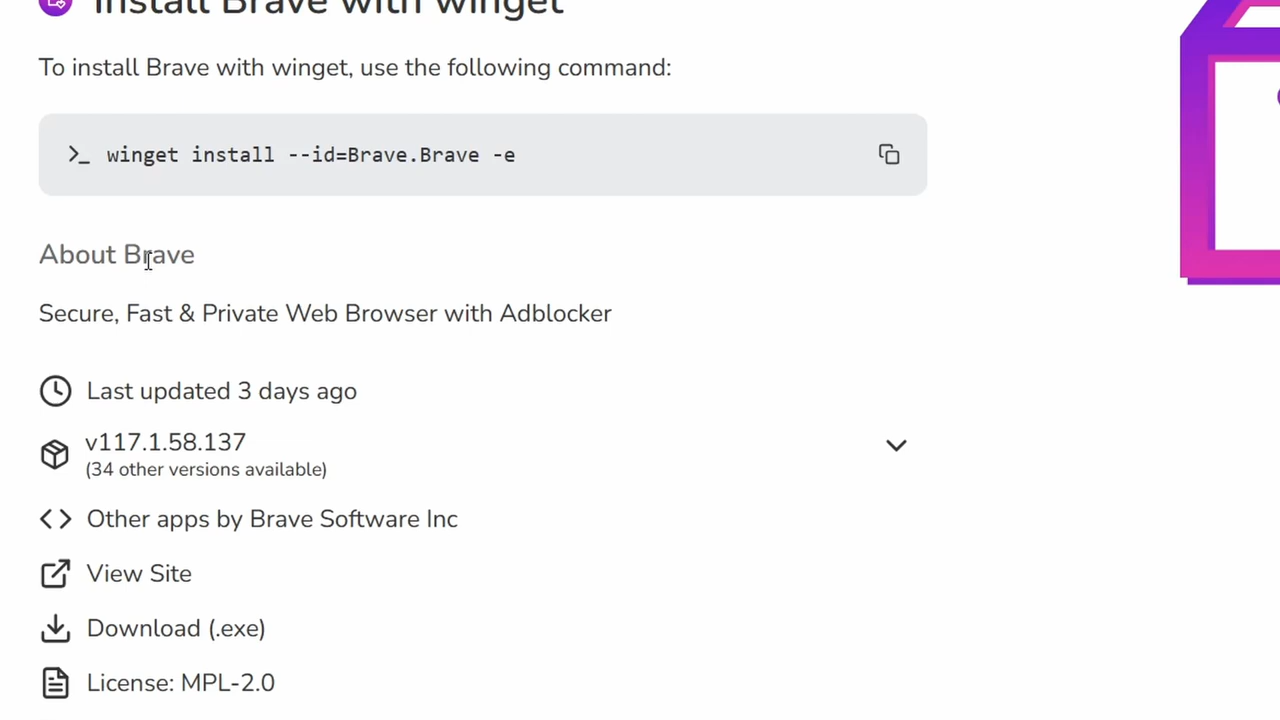 Install Brave with winget
To install Brave with winget, use the following command:
winget install --id=Brave.Brave -e
About Brave
Secure, Fast & Private Web Browser with Adblocker
Last updated 3 days ago
v117.1.58.137
(34 other versions available)
Other apps by Brave Software Inc
View Site
Download (.exe)
License: MPL-2.0